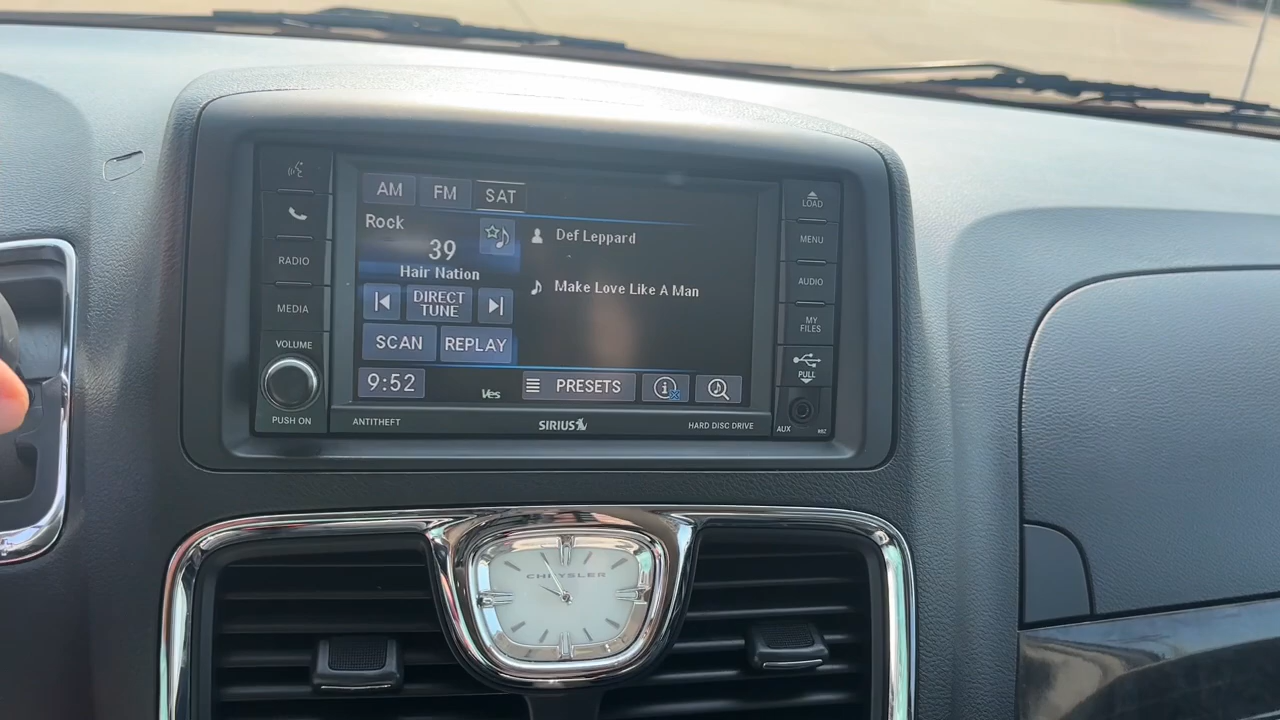 AM FM SAT
LOAD
Rock
39
Hair Nation
Def Leppard
Make Love Like A Man
DIRECT
TUNE
SCAN REPLAY
9:52
Ves
PRESETS
RADIO
MEDIA
VOLUME
PUSH ON
MENU
AUDIO
MY
FILES
PULL
AUX
RBZ
ANTITHEFT
SIRIUS
HARD DISC DRIVE
CHRYSLER